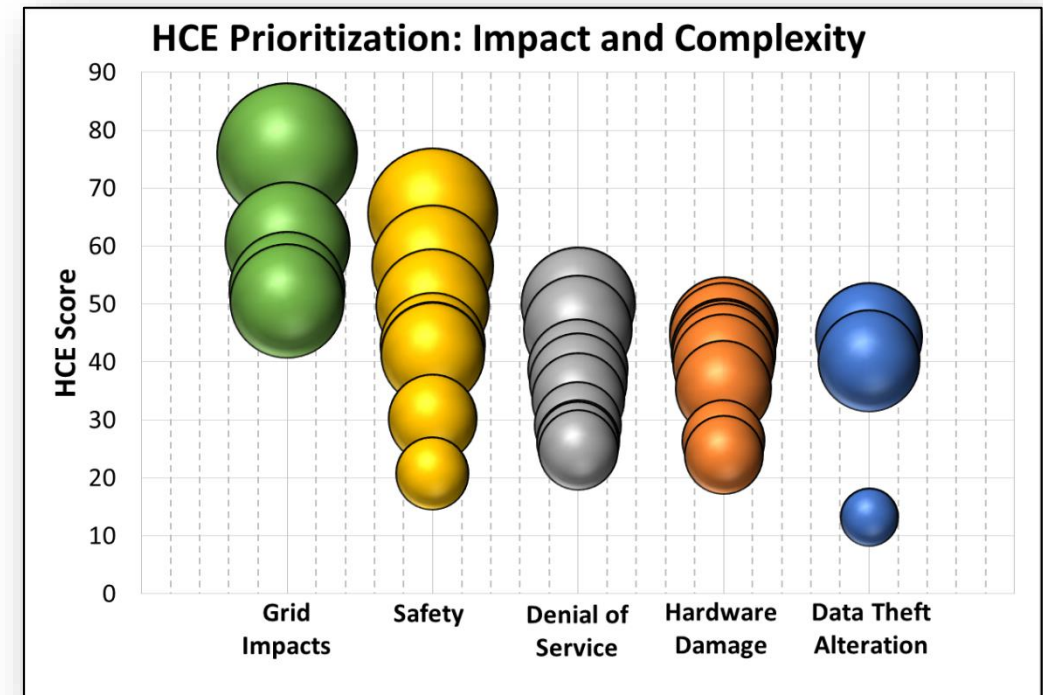 HCE Prioritization: Impact and Complexity
90
80
70
60
50
40
30
20
10
0
HCE Score
Grid
Impacts
Safety
Denial of
Service
Hardware
Damage
Data Theft
Alteration